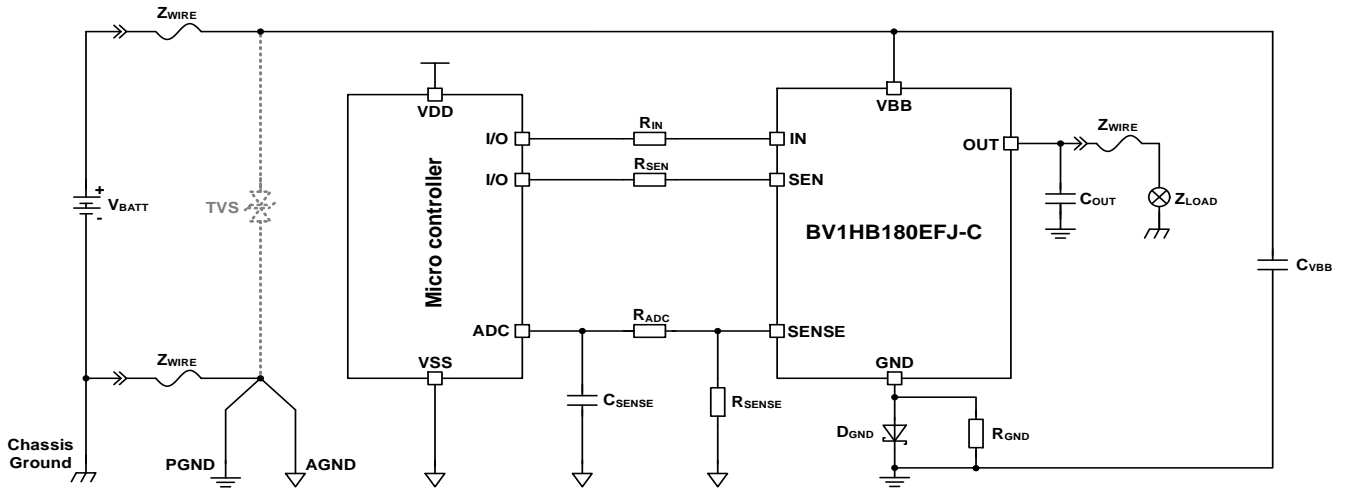 ZWIRE
VDD
VBB
I/O
RIN
IN
OUT
ZWIRE
I/O
RSEN
SEN
+
VBATT
-
TVS
Micro controller
BV1HB180EFJ-C
COUT
ZLOAD
CVBB
ADC
RADC
SENSE
ZWIRE
VSS
GND
CSENSE
RSENSE
DGND
RGND
Chassis
Ground
PGND
AGND